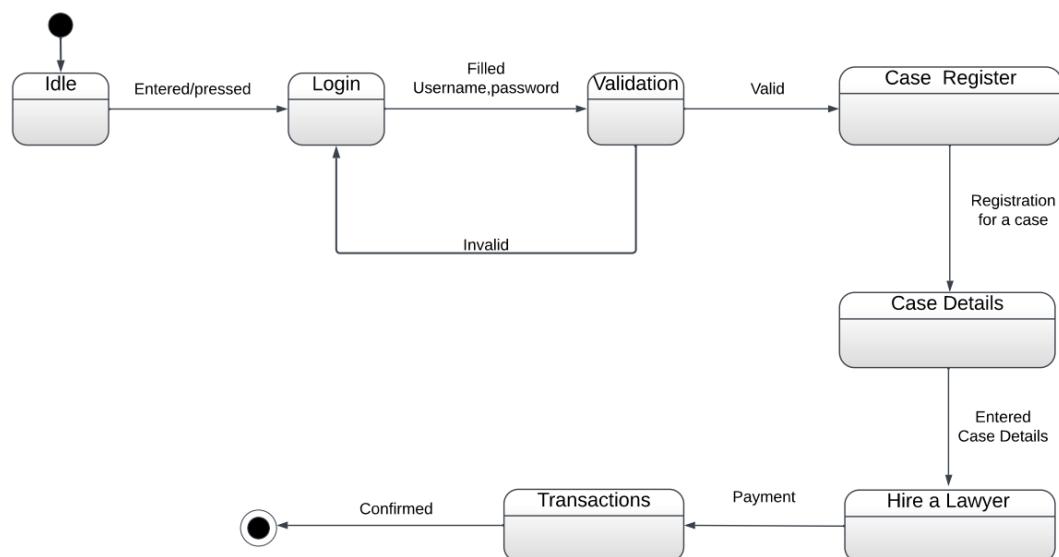 Idle
Entered/pressed
Login
Filled
Username,password
Validation
Valid
Case Register
Invalid
Registration
for a case
Case Details
Entered
Case Details
Hire a Lawyer
Payment
Transactions
Confirmed